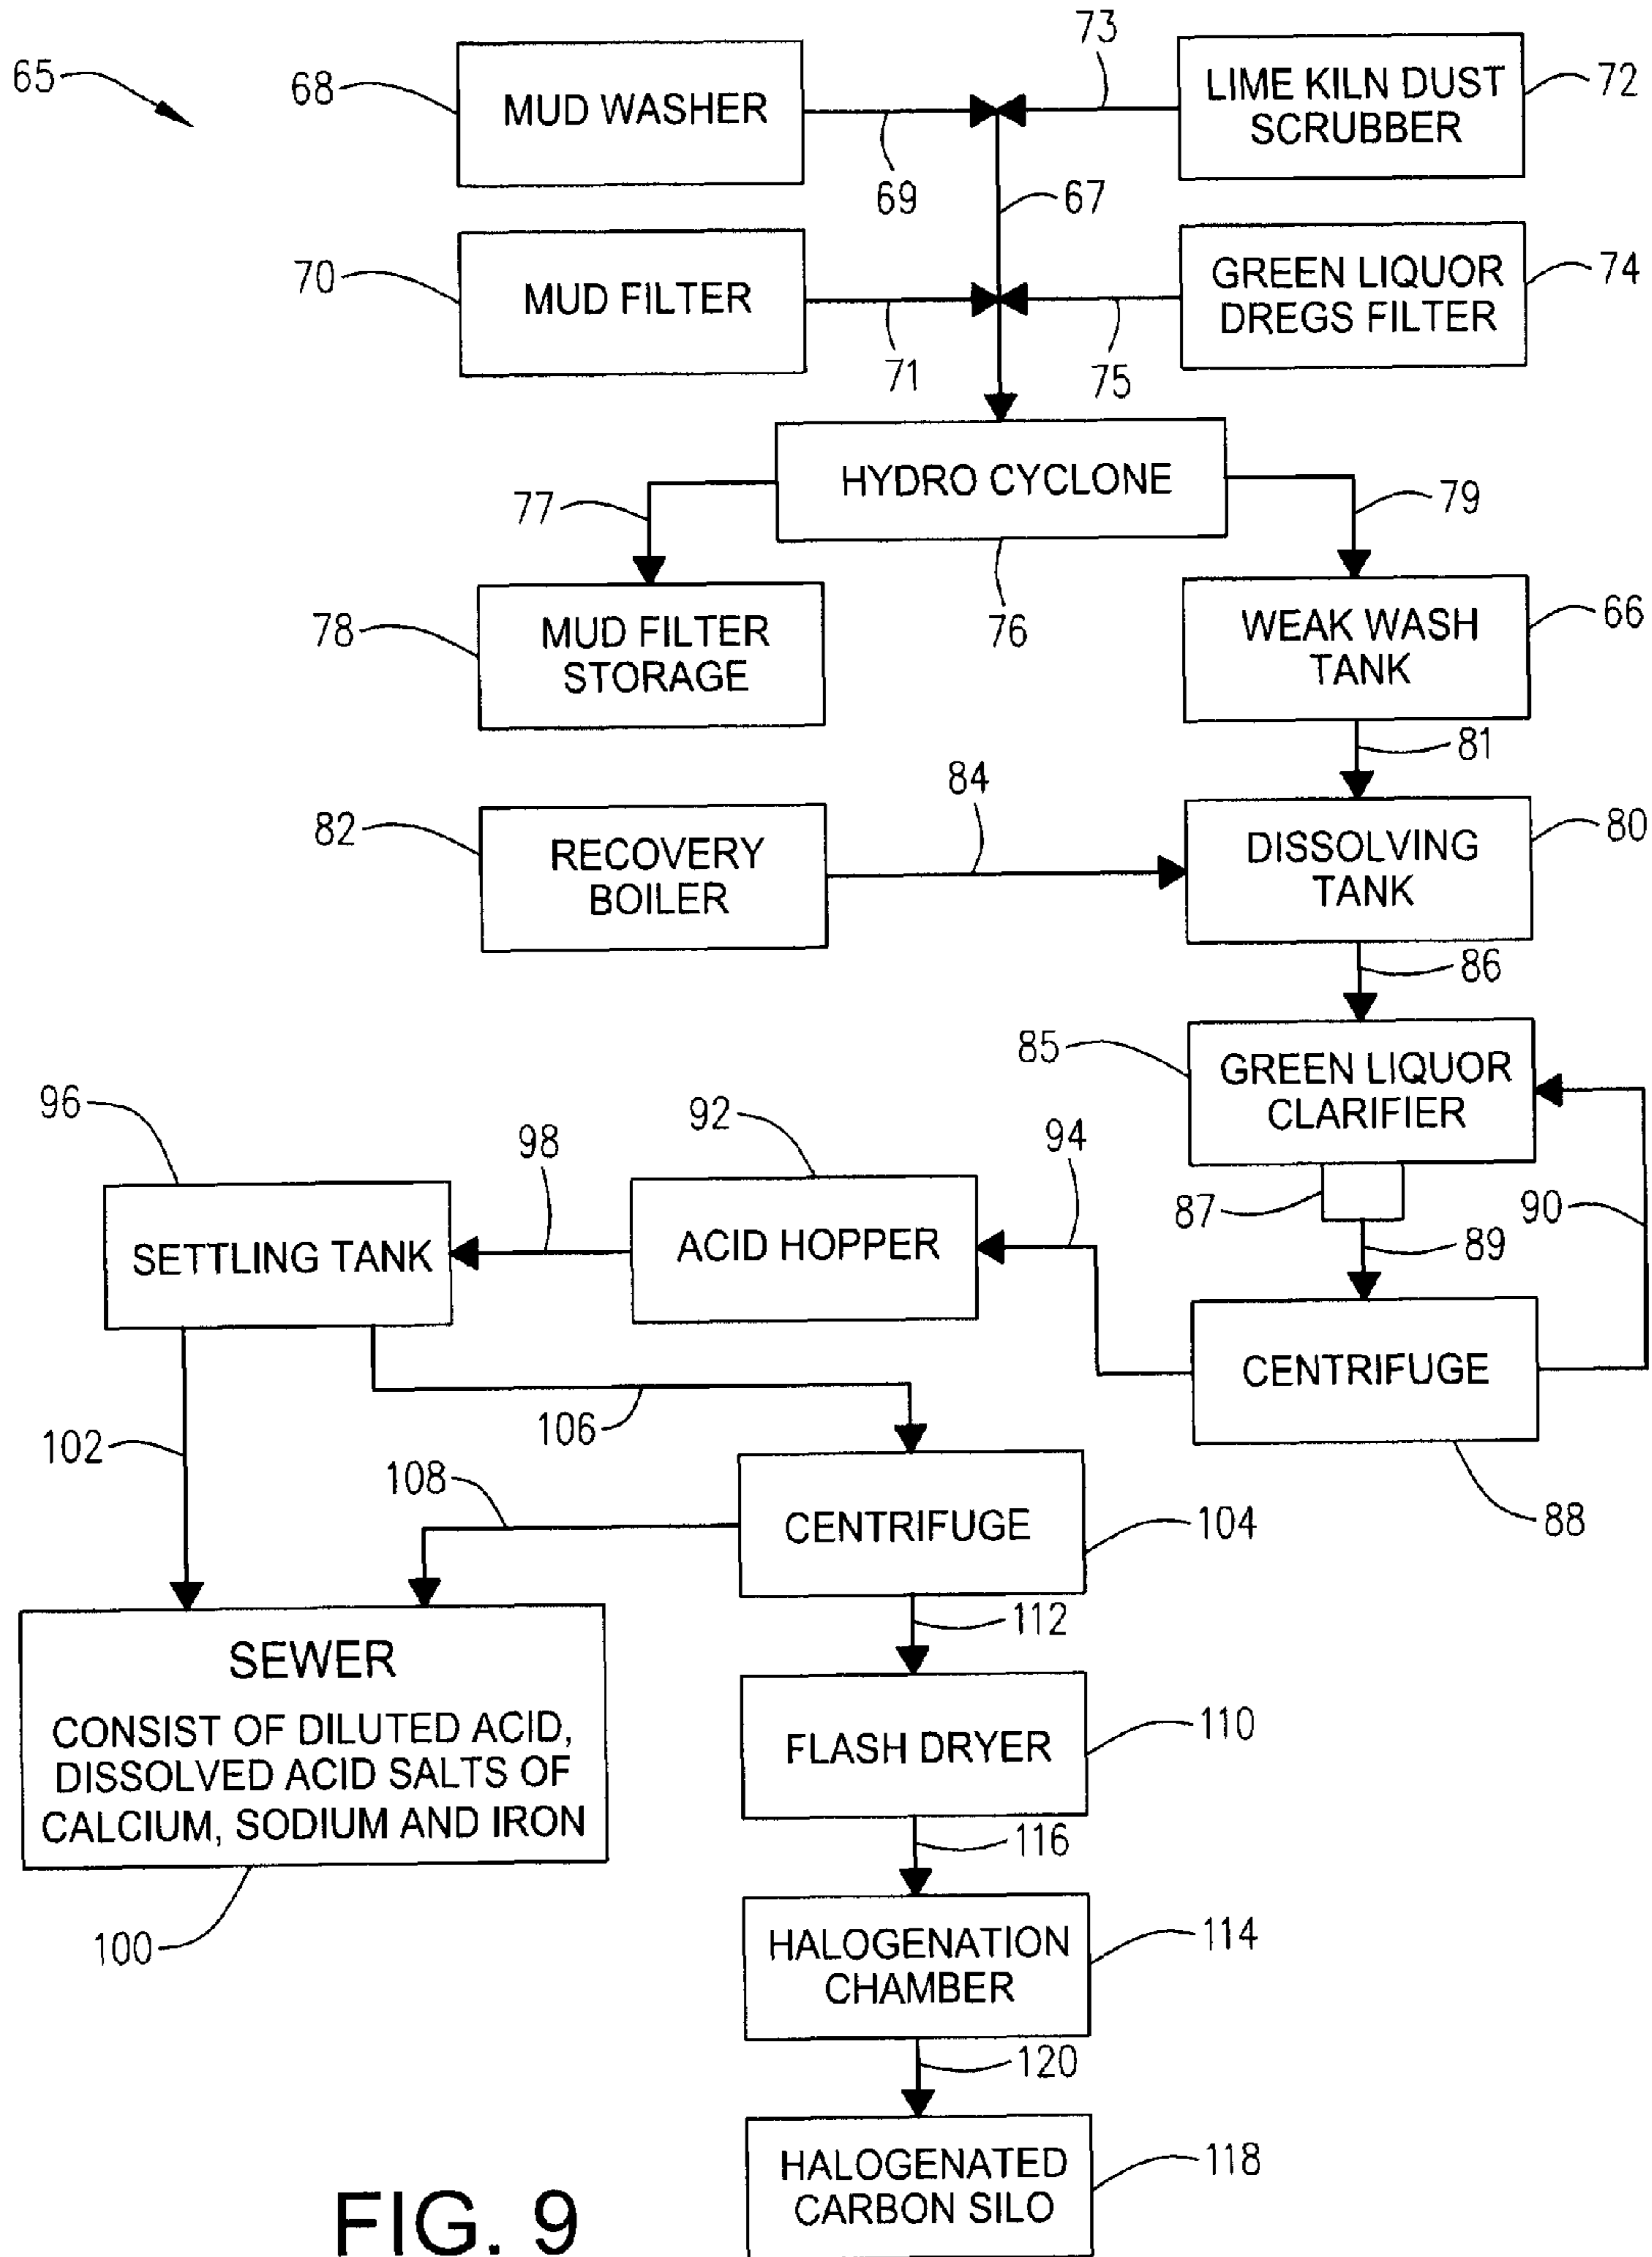 65
68
MUD WASHER
69
73
LIME KILN DUST
SCRUBBER
72
67
70
MUD FILTER
71
75
GREEN LIQUOR
DREGS FILTER
74
HYDRO CYCLONE
76
77
79
78
MUD FILTER
STORAGE
WEAK WASH
TANK
66
81
82
RECOVERY
BOILER
84
DISSOLVING
TANK
80
86
85
GREEN LIQUOR
CLARIFIER
87
89
90
96
SETTLING TANK
98
92
ACID HOPPER
94
CENTRIFUGE
88
102
106
108
CENTRIFUGE
104
112
SEWER
CONSIST OF DILUTED ACID,
DISSOLVED ACID SALTS OF
CALCIUM, SODIUM AND IRON
100
FLASH DRYER
110
116
HALOGENATION
CHAMBER
114
120
HALOGENATED
CARBON SILO
118
FIG. 9